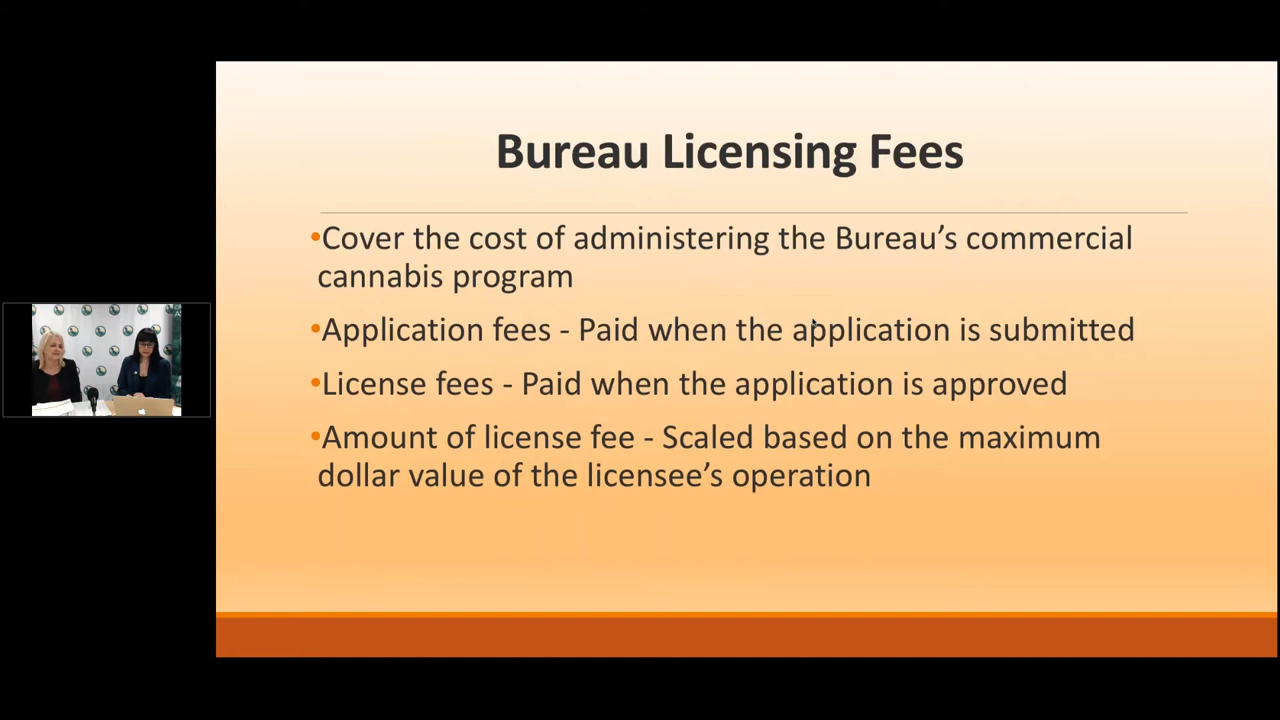 Bureau Licensing Fees
•Cover the cost of administering the Bureau’s commercial
cannabis program
•Application fees - Paid when the application is submitted
•License fees - Paid when the application is approved
•Amount of license fee - Scaled based on the maximum
dollar value of the licensee’s operation